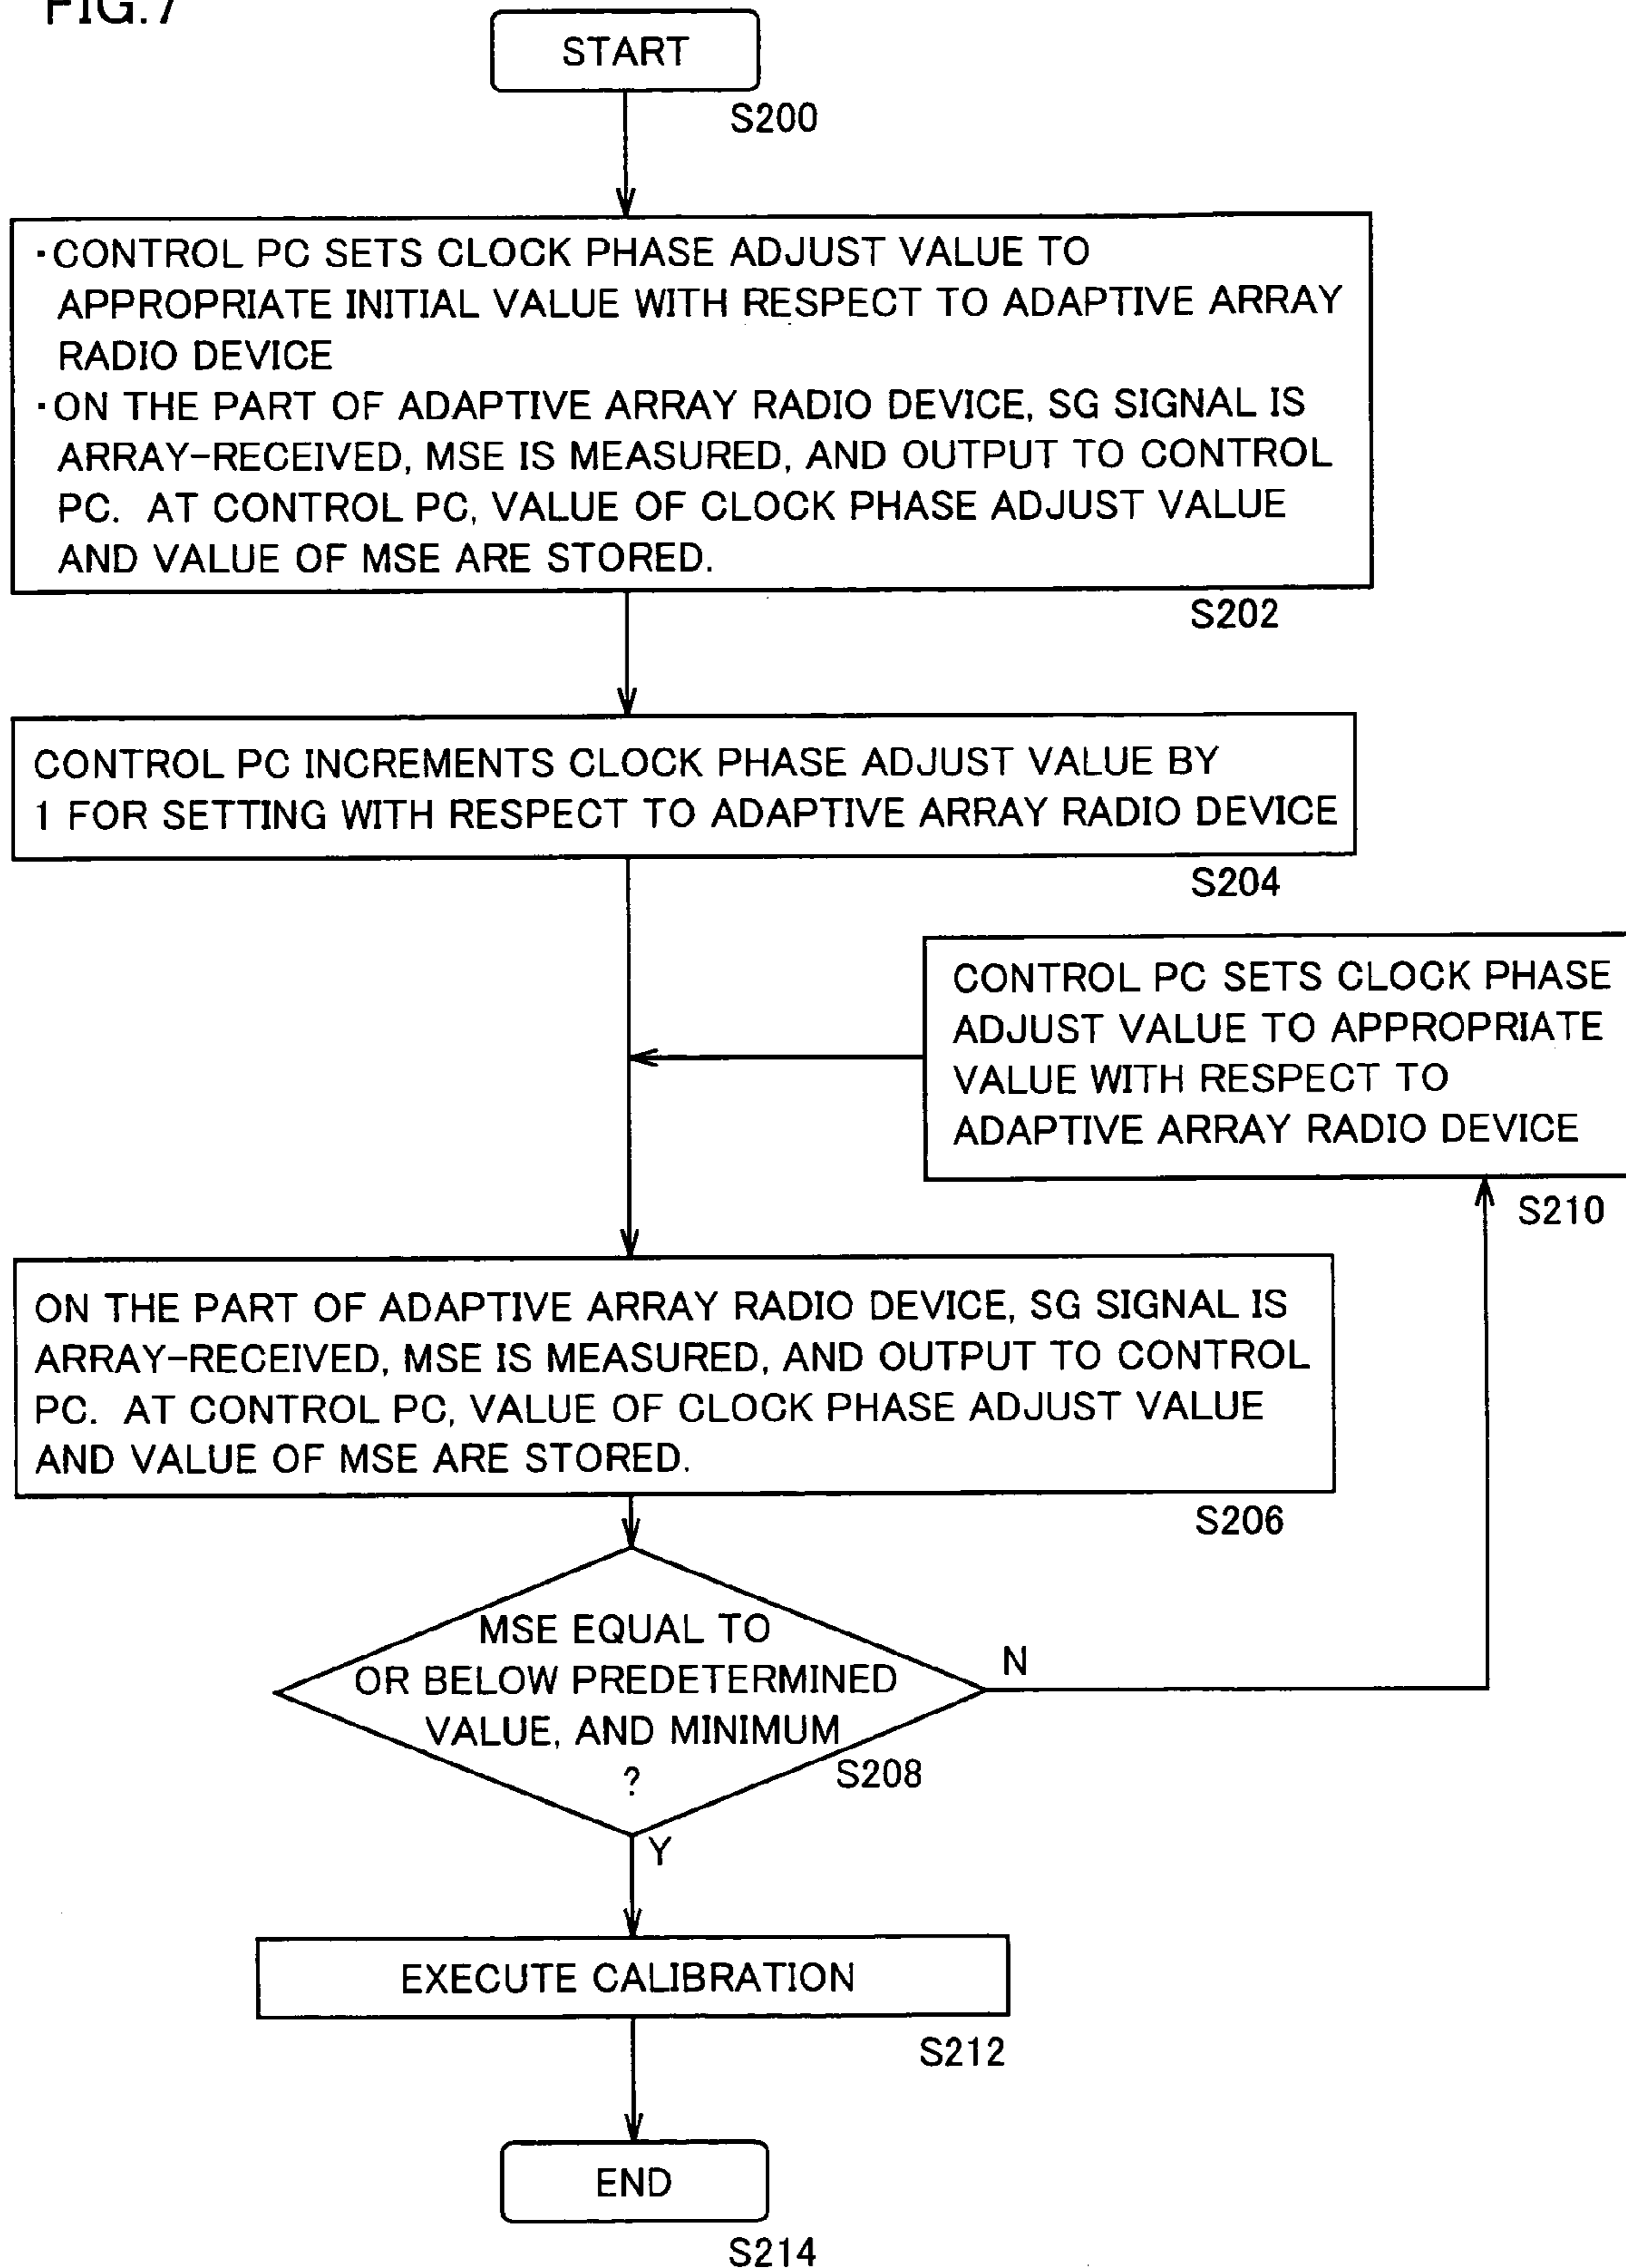 FIG.7
START
S200
·CONTROL PC SETS CLOCK PHASE ADJUST VALUE TO
APPROPRIATE INITIAL VALUE WITH RESPECT TO ADAPTIVE ARRAY
RADIO DEVICE
·ON THE PART OF ADAPTIVE ARRAY RADIO DEVICE, SG SIGNAL IS
ARRAY-RECEIVED, MSE IS MEASURED, AND OUTPUT TO CONTROL
PC. AT CONTROL PC, VALUE OF CLOCK PHASE ADJUST VALUE
AND VALUE OF MSE ARE STORED.
S202
CONTROL PC INCREMENTS CLOCK PHASE ADJUST VALUE BY
1 FOR SETTING WITH RESPECT TO ADAPTIVE ARRAY RADIO DEVICE
S204
CONTROL PC SETS CLOCK PHASE
ADJUST VALUE TO APPROPRIATE
VALUE WITH RESPECT TO
ADAPTIVE ARRAY RADIO DEVICE
S210
ON THE PART OF ADAPTIVE ARRAY RADIO DEVICE, SG SIGNAL IS
ARRAY-RECEIVED, MSE IS MEASURED, AND OUTPUT TO CONTROL
PC. AT CONTROL PC, VALUE OF CLOCK PHASE ADJUST VALUE
AND VALUE OF MSE ARE STORED.
S206
MSE EQUAL TO
OR BELOW PREDETERMINED
VALUE, AND MINIMUM
?
S208
N
Y
EXECUTE CALIBRATION
S212
END
S214